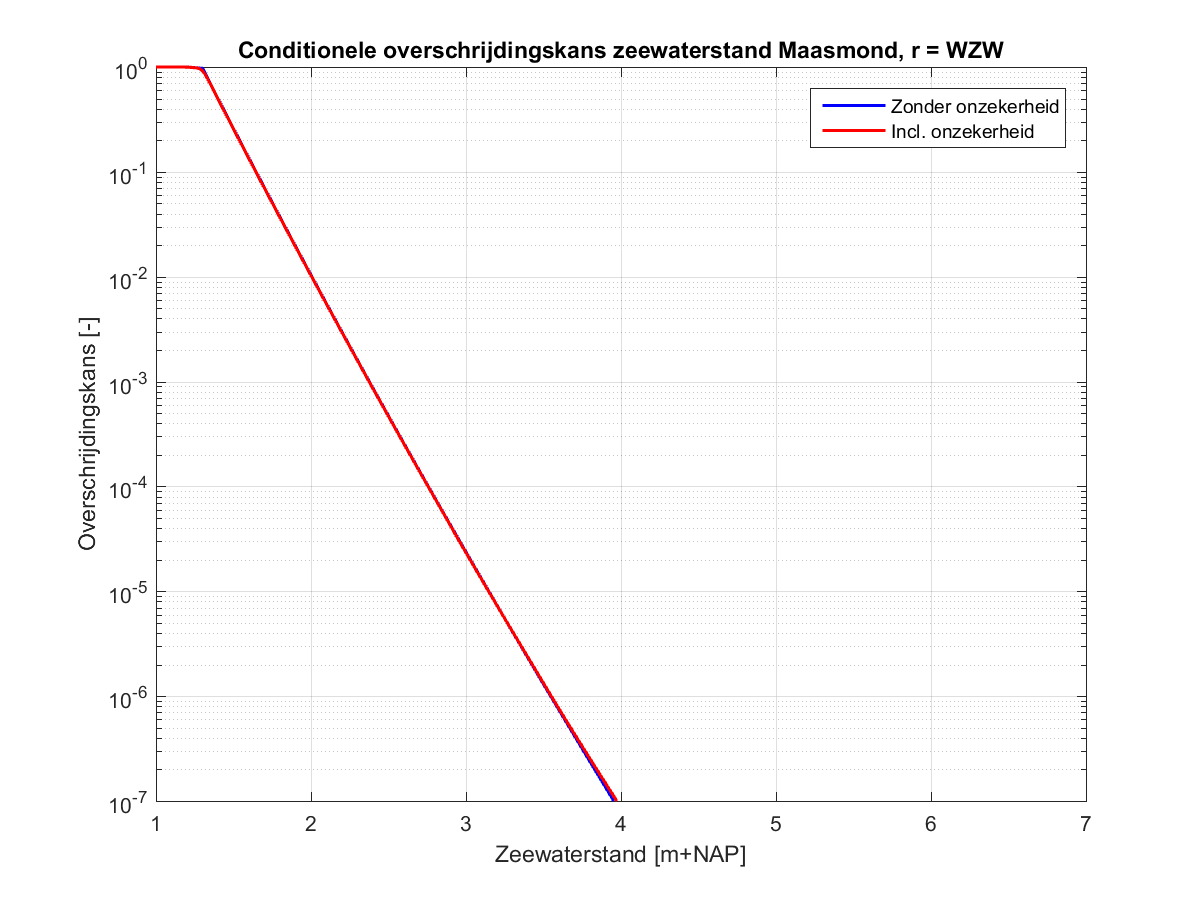 Conditionele overschrijdingskans zeewaterstand Maasmond, r = WZW
Zonder onzekerheid
Incl. onzekerheid
10^0
10^-1
10^-2
10^-3
10^-4
10^-5
10^-6
10^-7
Overschrijdingskans [-]
1 2 3 4 5 6 7
Zeewaterstand [m+NAP]